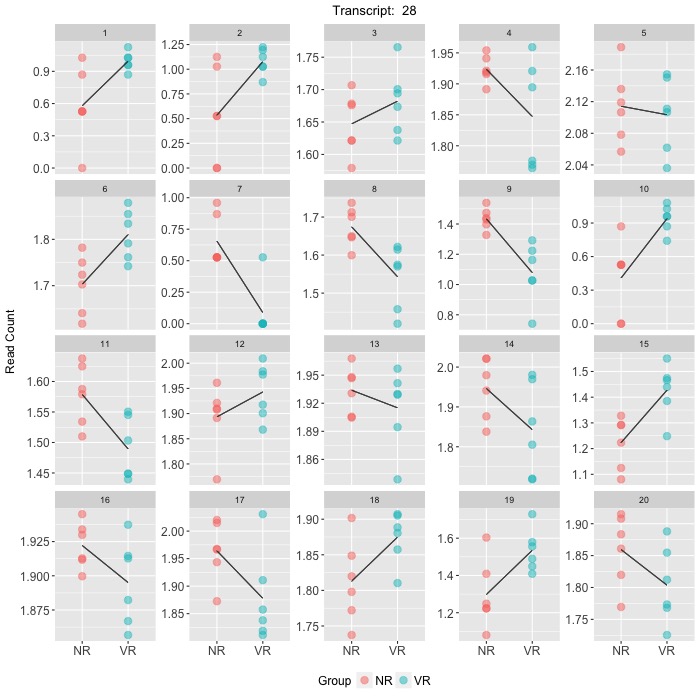 Transcript: 28
1 2 3 4 5
0.9 0.6 0.3 0.0
1.25 1.00 0.75 0.50 0.25 0.00
1.75 1.70 1.65 1.60
1.95 1.90 1.85 1.80
2.16 2.12 2.08 2.04
6 7 8 9 10
1.8 1.7
1.00 0.75 0.50 0.25 0.00
1.7 1.6 1.5
1.4 1.2 1.0 0.8
0.9 0.6 0.3 0.0
Read Count
11 12 13 14 15
1.60 1.55 1.50 1.45
2.00 1.95 1.90 1.85 1.80
1.95 1.92 1.89 1.86
2.0 1.9 1.8
1.5 1.4 1.3 1.2 1.1
16 17 18 19 20
1.925 1.900 1.875
2.00 1.95 1.90 1.85
1.90 1.85 1.80 1.75
1.6 1.4 1.2
1.90 1.85 1.80 1.75
NR VR NR VR NR VR NR VR NR VR
Group NR VR